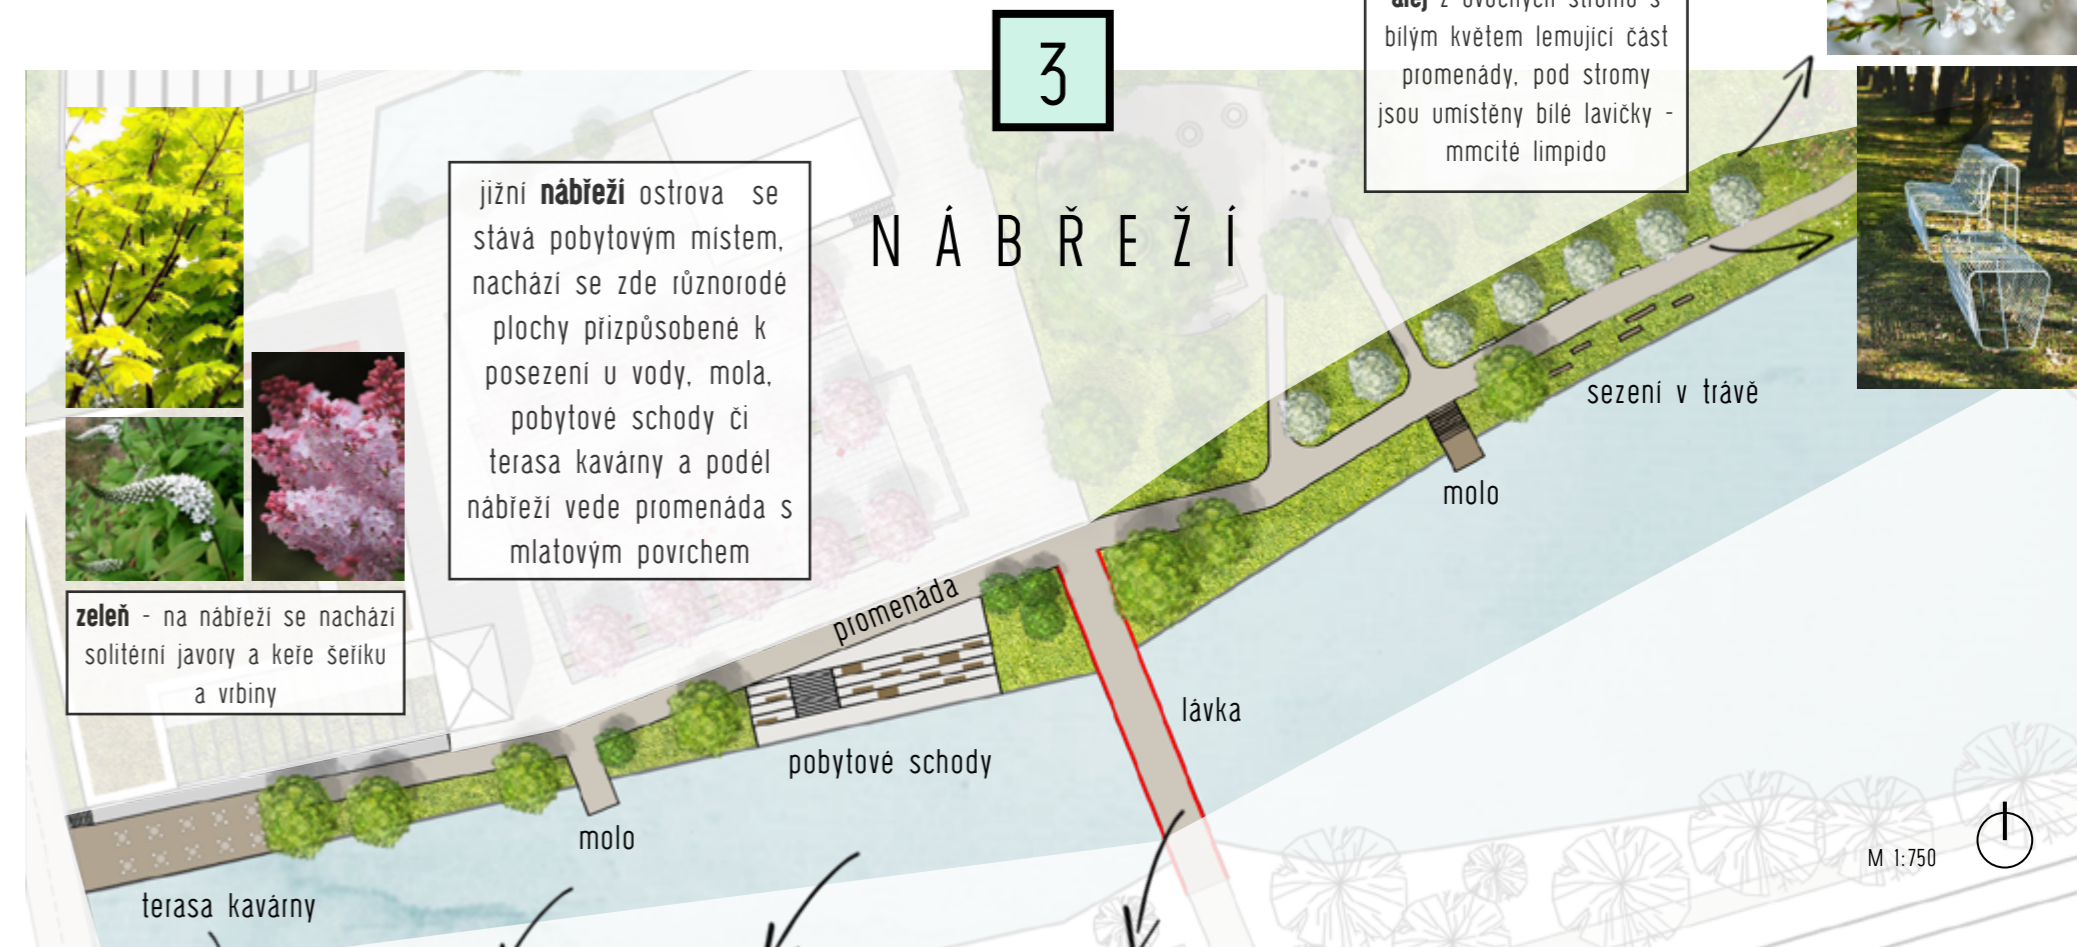 3
alej z ovocných stromů s
bílým květem lemující část
promenády, pod stromy
jsou umístěny bílé lavičky -
mmcité limpido
jižní nábřeží ostrova se
stává pobytovým místem,
nachází se zde různorodé
plochy přizpůsobené k
posezení u vody, mola,
pobytové schody či
terasa kavárny a podél
nábřeží vede promenáda s
mlatovým povrchem
NÁBŘEŽÍ
sezení v trávě
molo
promenáda
zeleň - na nábřeží se nachází
solitérní javory a keře šeříku
a vrbiny
lávka
pobytové schody
molo
M 1:750
terasa kavárny